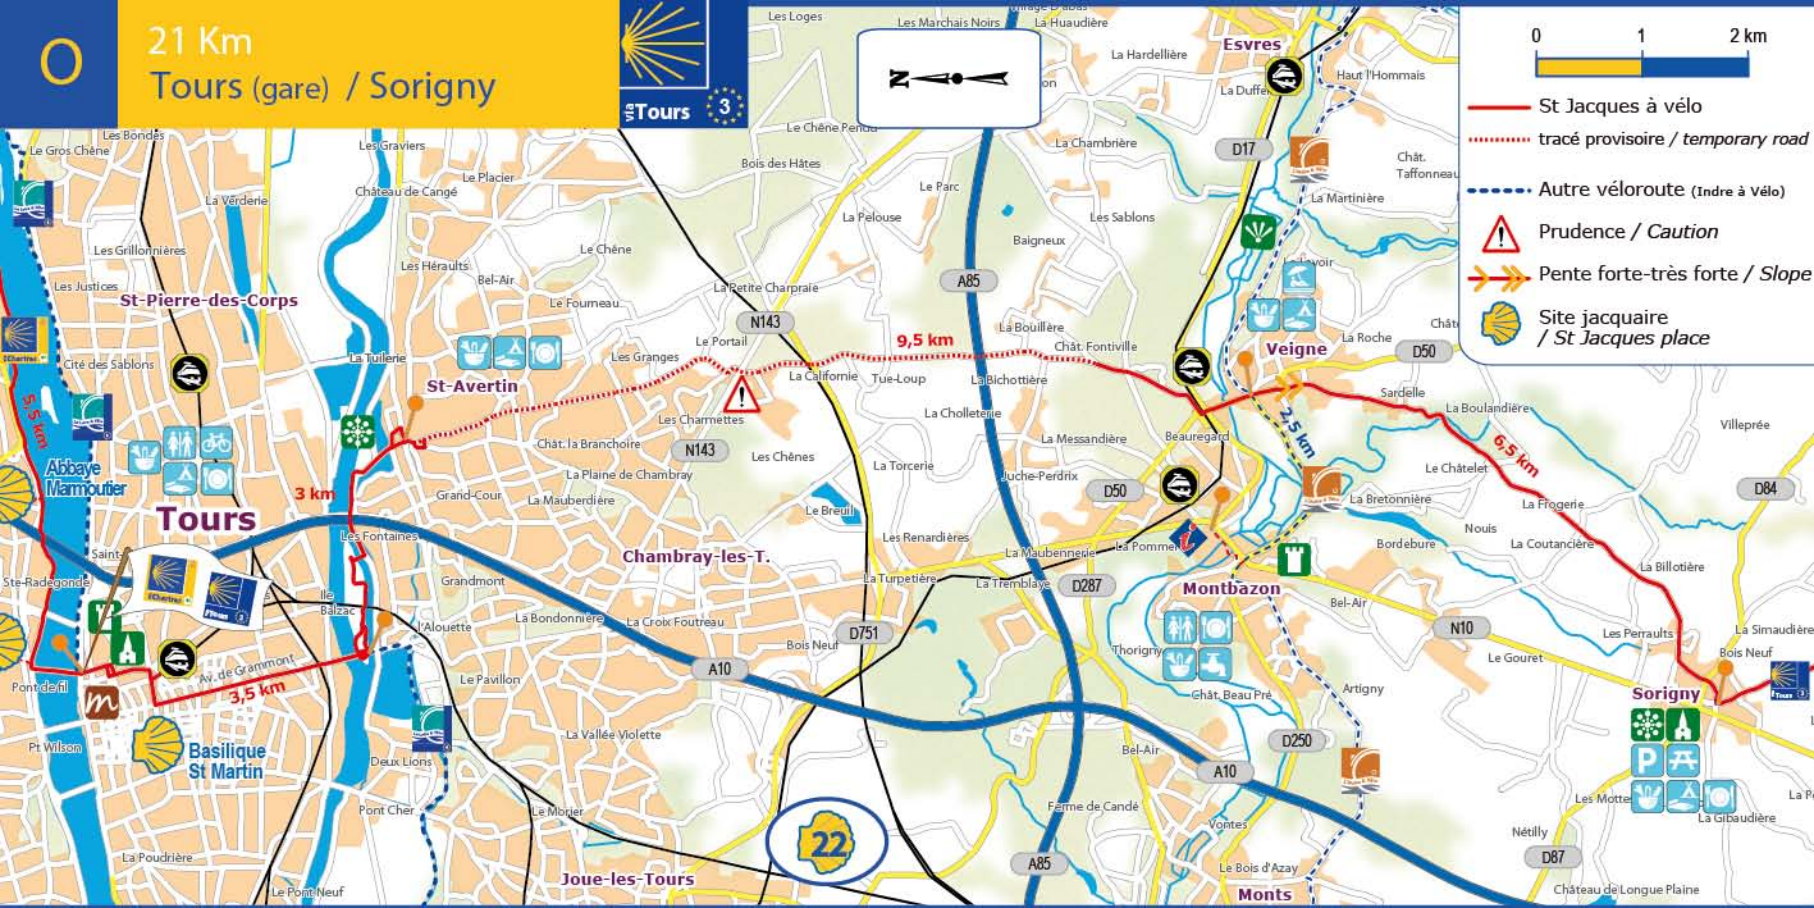 O
21 Km
Tours (gare) / Sorigny
via Tours 3
N
0 1 2 km
St Jacques à vélo
tracé provisoire / temporary road
Autre véloroute (Indre à Vélo)
Prudence / Caution
Pente forte-très forte / Slope
Site jacquaire
/ St Jacques place
Les Loges
Les Marchais Noirs
La Huaudière
La Hardellière
Esvres
Haut l'Hommais
Les Bondes
Le Gros Chêne
Les Graviers
Le Chêne Pendu
La Chambrière
D17
Chât.
Taffonneau
Le Placier
Bois des Hâtes
Château de Cangé
La Verderie
Le Parc
La Pelouse
Les Sablons
La Martinière
Les Grillonnières
Le Chêne
Baigneux
Les Héraults
Bel-Air
Les Justices
St-Pierre-des-Corps
Le Fourneau
La Petite Charpraie
A85
N143
La Bouillère
Le Portail
9,5 km
Chât. Fontiville
Veigne
La Roche
D50
Cité des Sablons
La Tuilerie
Les Granges
La Californie
Tue-Loup
La Bichottière
St-Avertin
Sardelle
5,5 km
Les Charmettes
La Cholleterie
La Boulandière
2,5 km
Villeprée
Chât. la Branchoire
N143
La Messandière
Beauregard
6,5 km
Abbaye
Marmoutier
Les Chênes
La Torcerie
Juche-Perdrix
La Plaine de Chambray
Le Châtelet
3 km
Grand-Cour
La Mauberdière
D50
D84
La Bretonnière
La Frogerie
Tours
Le Breuil
Les Fontaines
Les Renardières
Nouis
Chambray-les-T.
La Maubennerie
La Coutancière
Bordebure
Ste-Radegonde
Grandmont
La Turpetière
La Tremblaye
D287
Montbazon
La Billotière
Ile
Balzac
l'Alouette
La Bondonnière
La Croix Foutreau
Bel-Air
N10
D751
Bois Neuf
Les Perraults
La Simaudière
Thorigny
Av. de Grammont
A10
Le Gouret
Bois Neuf
Pont de fil
3,5 km
Le Pavillon
Chât. Beau Pré
Artigny
Sorigny
m
La Vallée Violette
Pt Wilson
Basilique
St Martin
Deux Lions
Bel-Air
D250
A10
P
Pont Cher
Le Morier
Ferme de Candé
Vontes
La Gibaudière
22
Nétilly
La Poudrière
A85
D87
Joue-les-Tours
Le Bois d'Azay
Le Pont Neuf
Monts
Château de Longue Plaine